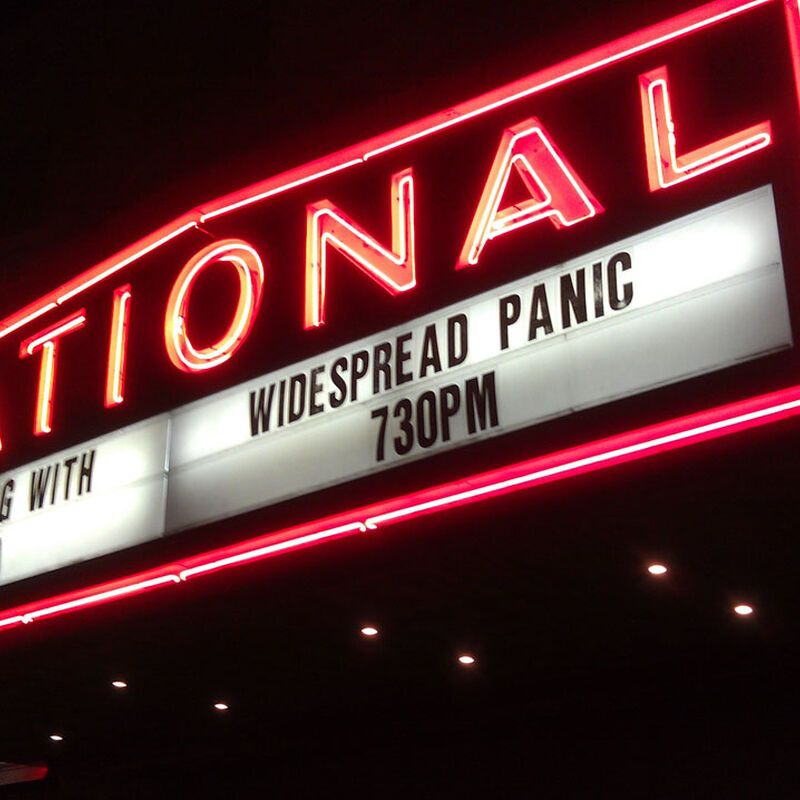 TIONAL
G WITH
WIDESPREAD PANIC
730PM